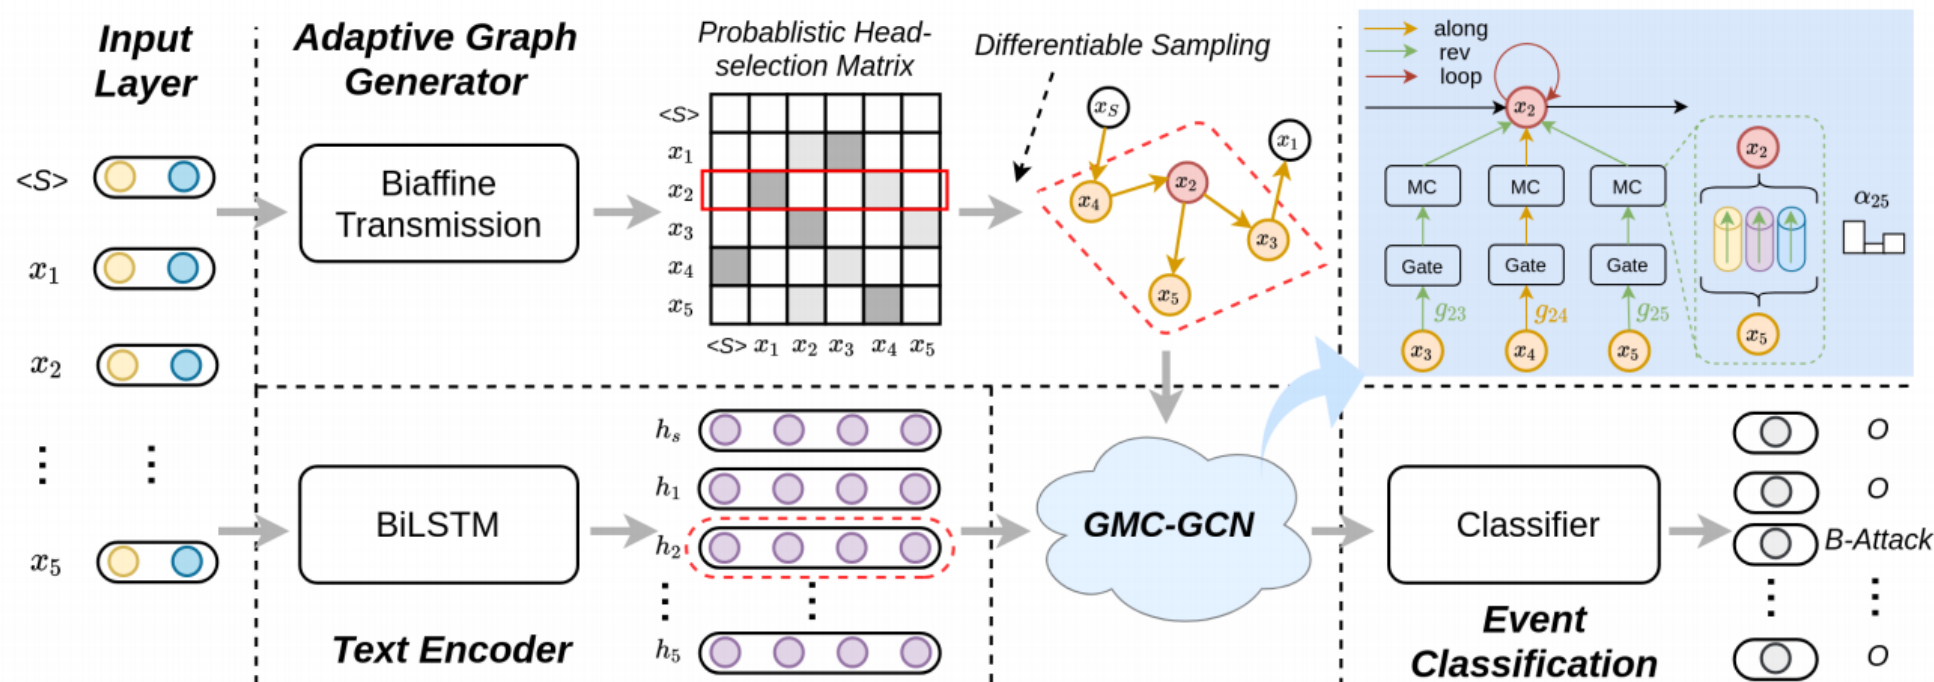 Input
Layer
<S>
x1
x2
x5
Adaptive Graph
Generator
Biaffine
Transmission
Probablistic Head-
selection Matrix
<S>
x1
x2
x3
x4
x5
<S> x1 x2 x3 x4 x5
Differentiable Sampling
xS
x1
x2
x4
x3
x5
along
rev
loop
x2
MC MC MC
Gate Gate Gate
g23 g24 g25
x3 x4 x5
x2
x5
α25
BiLSTM
Text Encoder
hs
h1
h2
h5
GMC-GCN
Classifier
Event
Classification
O
O
B-Attack
O